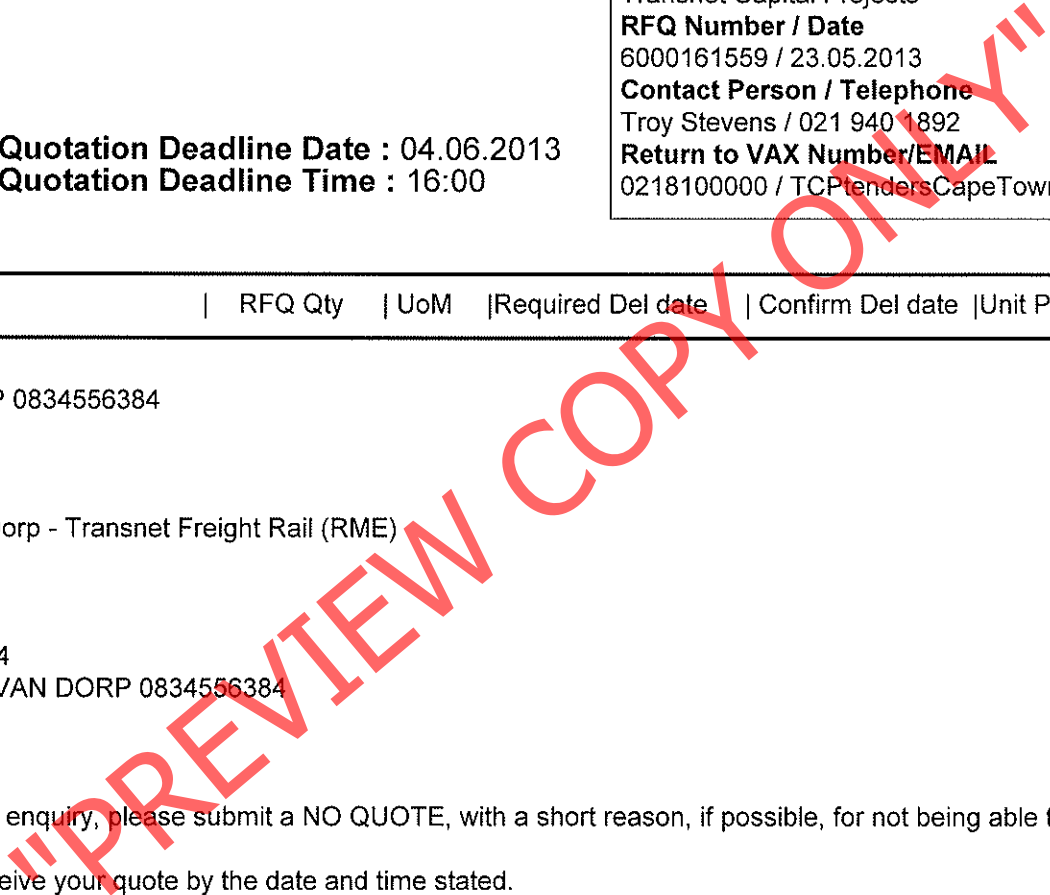 Transnet Capital Projects
RFQ Number / Date
6000161559 / 23.05.2013
Contact Person / Telephone
Troy Stevens / 021 940 1892
Quotation Deadline Date : 04.06.2013
Return to VAX Number/EMAIL
Quotation Deadline Time : 16:00
0218100000 / TCPtendersCapeTown
| RFQ Qty | UoM |Required Del date | Confirm Del date |Unit P
P 0834556384
orp - Transnet Freight Rail (RME)
4
VAN DORP 0834556384
enquiry, please submit a NO QUOTE, with a short reason, if possible, for not being able t
eive your quote by the date and time stated.
"PREVIEW COPY ONLY"